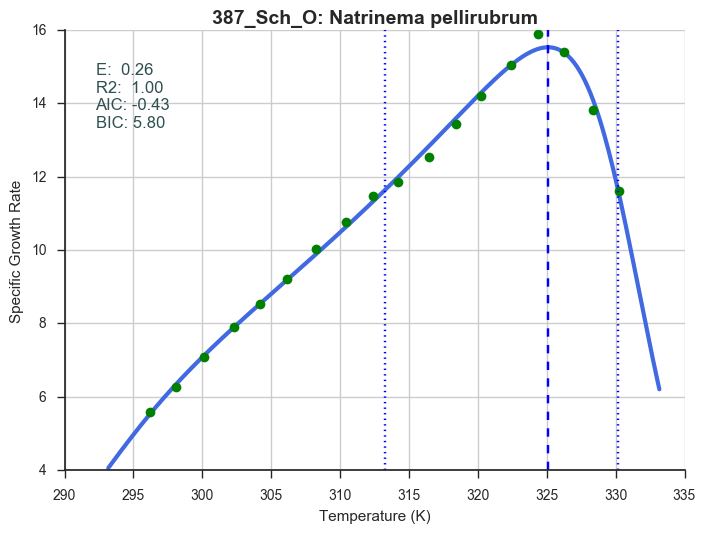 387_Sch_O: Natrinema pellirubrum
E:  0.26
R2:  1.00
AIC: -0.43
BIC: 5.80
Specific Growth Rate
16
14
12
10
8
6
4
290 295 300 305 310 315 320 325 330 335
Temperature (K)